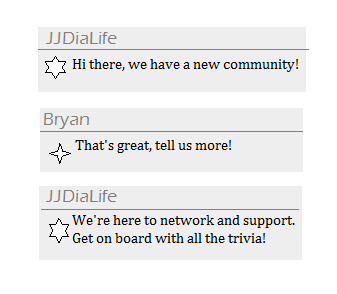 JJDiaLife
Hi there, we have a new community!
Bryan
That's great, tell us more!
JJDiaLife
We're here to network and support.
Get on board with all the trivia!